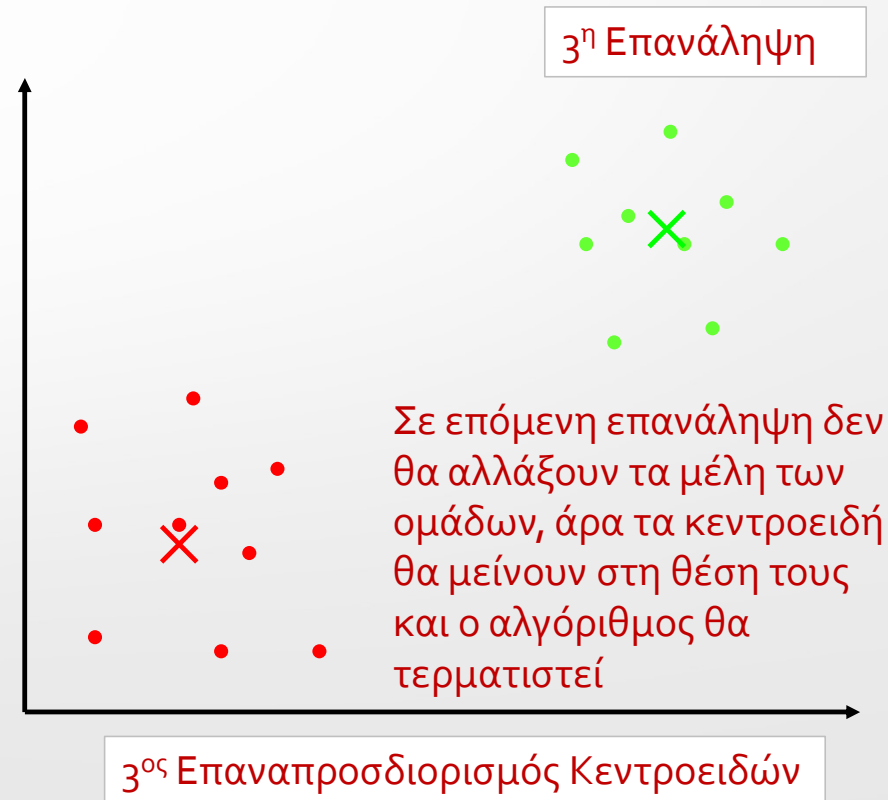 3η Επανάληψη
Σε επόμενη επανάληψη δεν
θα αλλάξουν τα μέλη των
ομάδων, άρα τα κεντροειδή
θα μείνουν στη θέση τους
και ο αλγόριθμος θα
τερματιστεί
3ος Επαναπροσδιορισμός Κεντροειδών